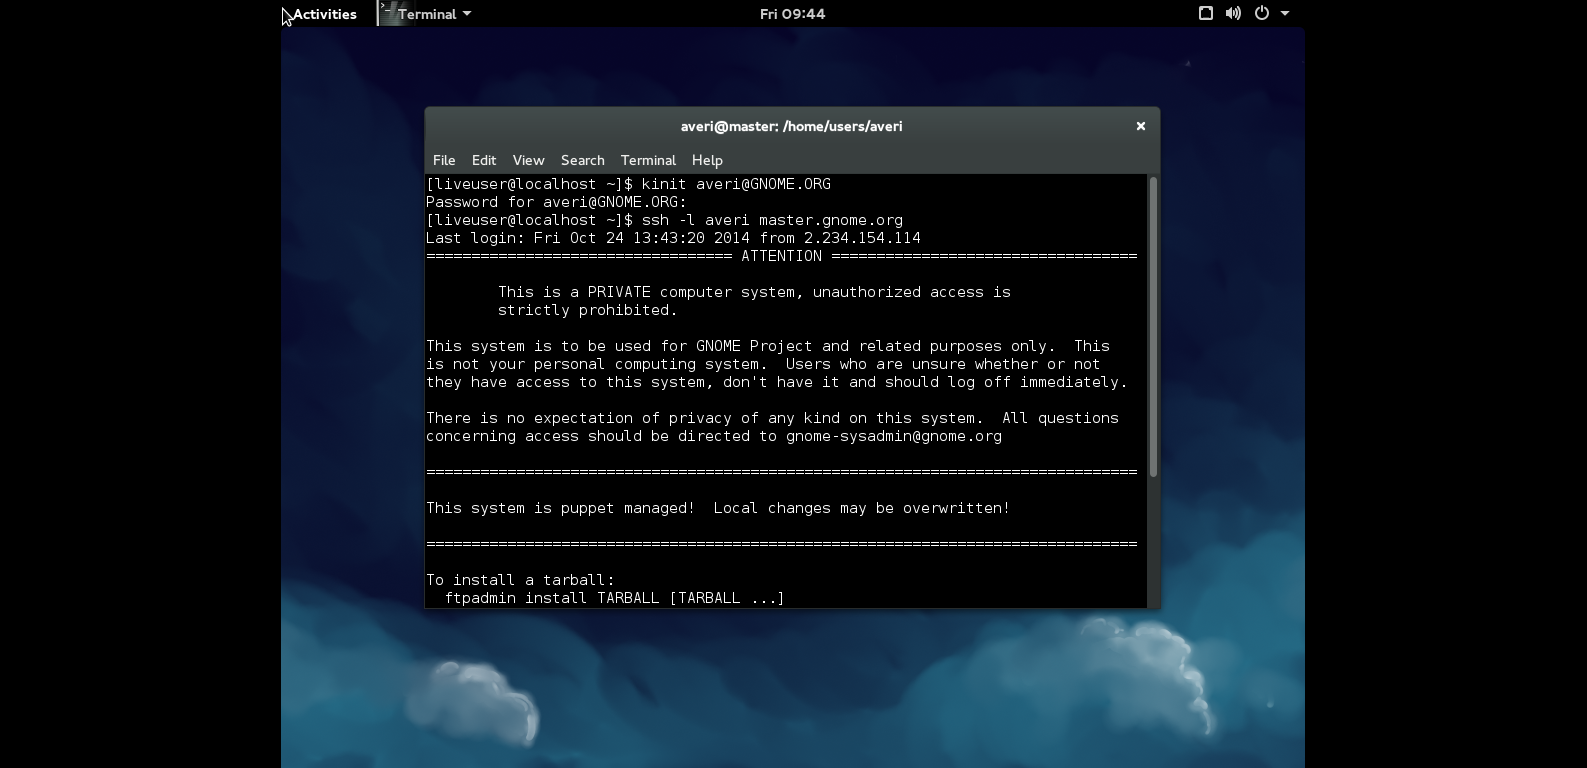 Activities Terminal Fri 09:44
averi@master: /home/users/averi
File Edit View Search Terminal Help
[liveuser@localhost ~]$ kinit averi@GNOME.ORG
Password for averi@GNOME.ORG:
[liveuser@localhost ~]$ ssh -l averi master.gnome.org
Last login: Fri Oct 24 13:43:20 2014 from 2.234.154.114
================================== ATTENTION ==================================
This is a PRIVATE computer system, unauthorized access is
strictly prohibited.
This system is to be used for GNOME Project and related purposes only.  This
is not your personal computing system.  Users who are unsure whether or not
they have access to this system, don't have it and should log off immediately.
There is no expectation of privacy of any kind on this system.  All questions
concerning access should be directed to gnome-sysadmin@gnome.org
===============================================================================
This system is puppet managed!  Local changes may be overwritten!
===============================================================================
To install a tarball:
ftpadmin install TARBALL [TARBALL ...]